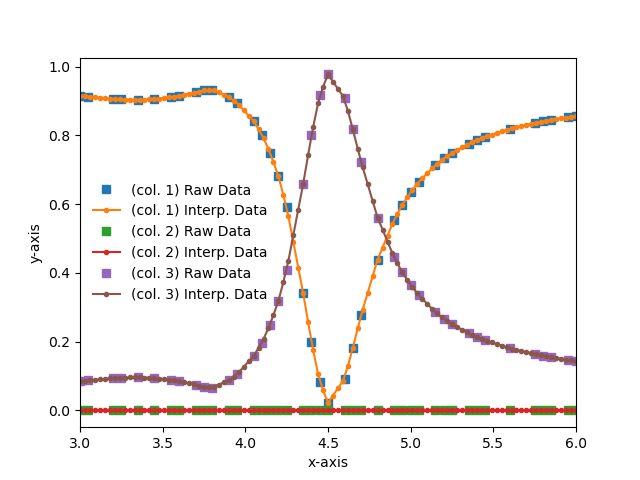 1.0
0.8
0.6
0.4
0.2
0.0
y-axis
(col. 1) Raw Data
(col. 1) Interp. Data
(col. 2) Raw Data
(col. 2) Interp. Data
(col. 3) Raw Data
(col. 3) Interp. Data
3.0 3.5 4.0 4.5 5.0 5.5 6.0
x-axis